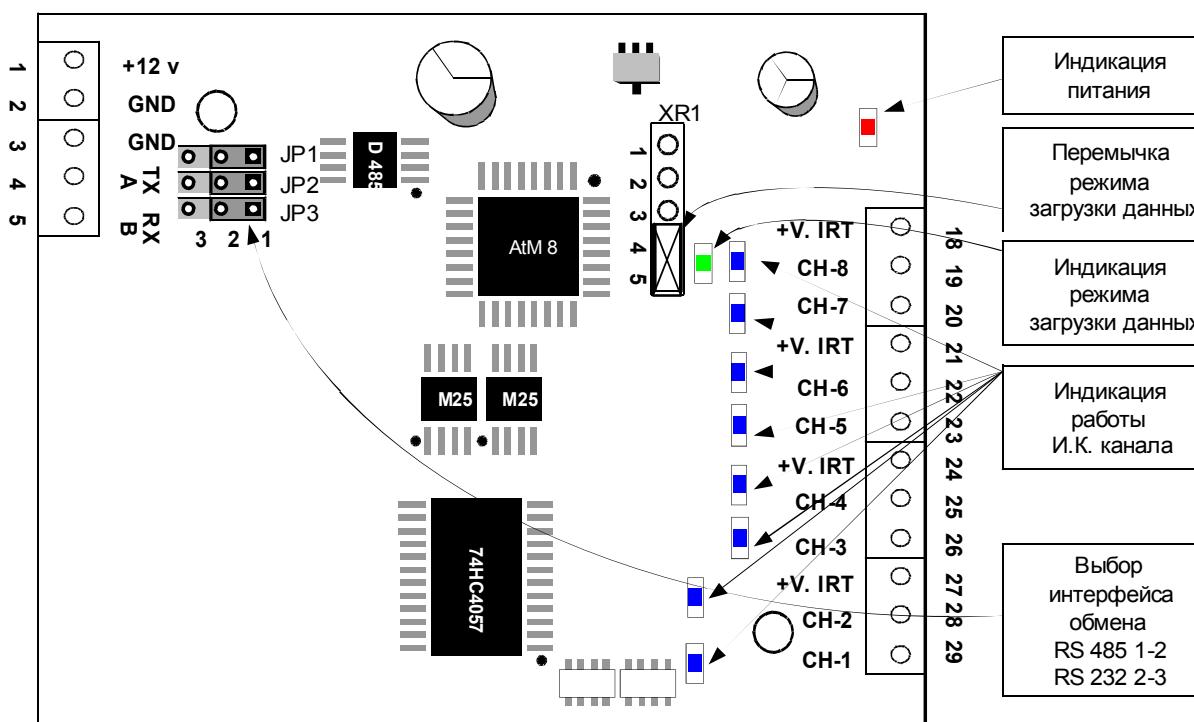 1
2
3
4
5
+12 v
GND
GND
TX
A
RX
B
JP1
JP2
JP3
3 2 1
D 485
AtM 8
XR1
1
2
3
4
5
M25
M25
74HC4057
+V. IRT
CH-8
CH-7
+V. IRT
CH-6
CH-5
+V. IRT
CH-4
CH-3
+V. IRT
CH-2
CH-1
18
19
20
21
22
23
24
25
26
27
28
29
Индикация
питания
Перемычка
режима
загрузки данных
Индикация
режима
загрузки данных
Индикация
работы
И.К. канала
Выбор
интерфейса
обмена
RS 485 1-2
RS 232 2-3